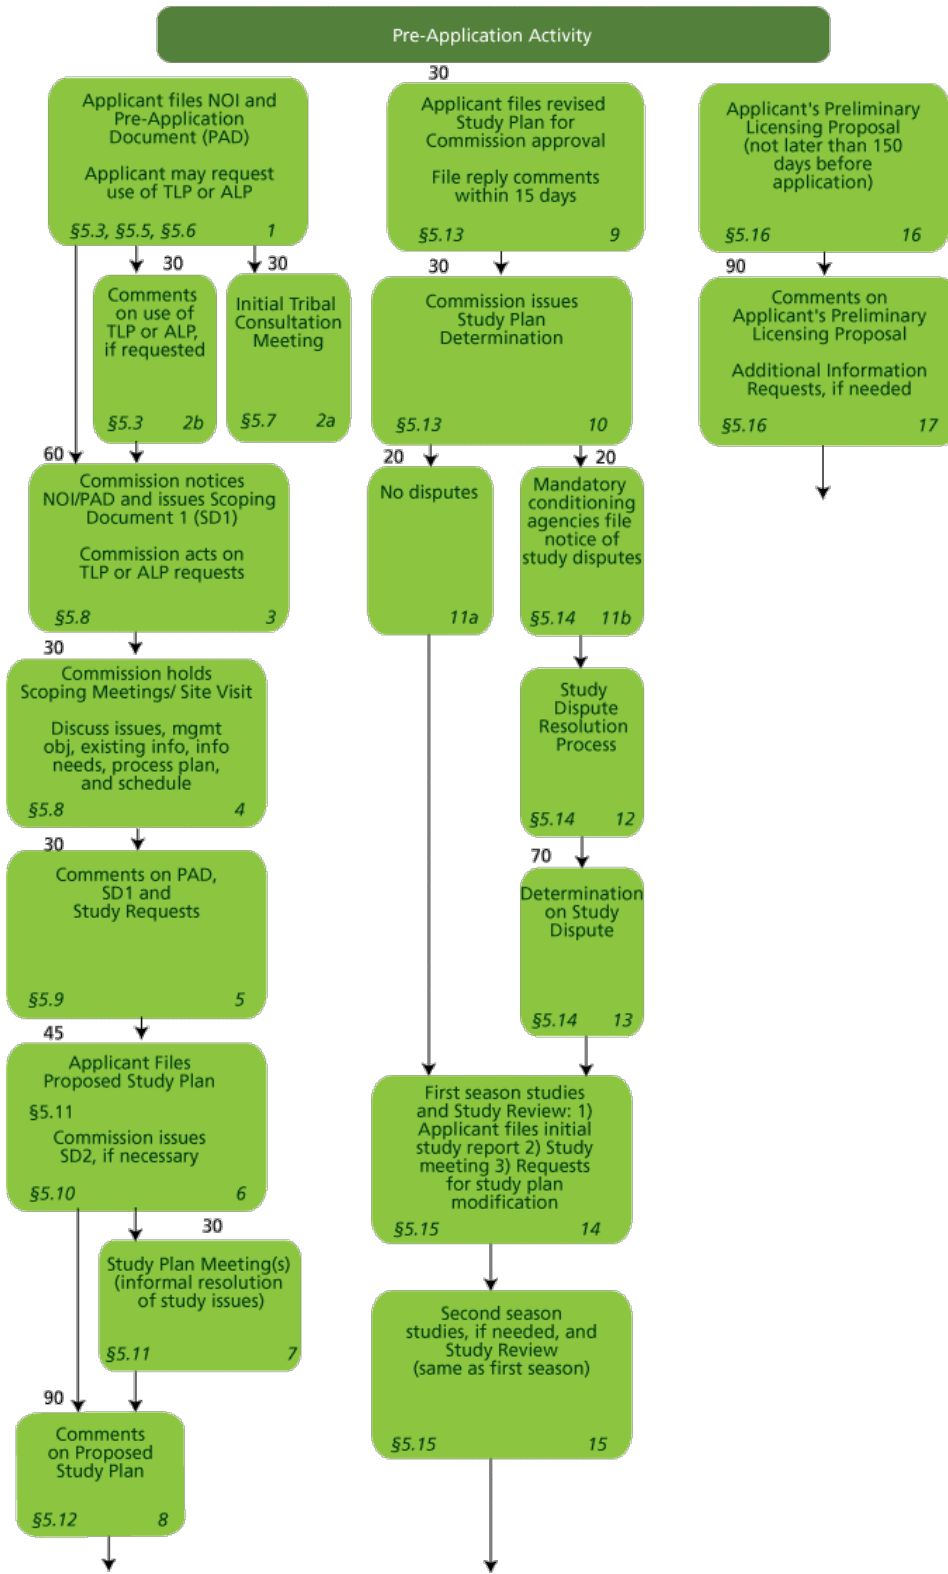 Pre-Application Activity
Applicant files NOI and
Pre-Application
Document (PAD)
Applicant may request
use of TLP or ALP
§5.3, §5.5, §5.6 1
30
Comments
on use of
TLP or ALP,
if requested
§5.3 2b
30
Initial Tribal
Consultation
Meeting
§5.7 2a
60
Commission notices
NOI/PAD and issues Scoping
Document 1 (SD1)
Commission acts on
TLP or ALP requests
§5.8 3
30
Commission holds
Scoping Meetings/ Site Visit
Discuss issues, mgmt
obj, existing info, info
needs, process plan,
and schedule
§5.8 4
30
Comments on PAD,
SD1 and
Study Requests
§5.9 5
45
Applicant Files
Proposed Study Plan
§5.11
Commission issues
SD2, if necessary
§5.10 6
30
Study Plan Meeting(s)
(informal resolution
of study issues)
§5.11 7
90
Comments
on Proposed
Study Plan
§5.12 8
30
Applicant files revised
Study Plan for
Commission approval
File reply comments
within 15 days
§5.13 9
30
Commission issues
Study Plan
Determination
§5.13 10
20
No disputes
11a
20
Mandatory
conditioning
agencies file
notice of
study disputes
§5.14 11b
Study
Dispute
Resolution
Process
§5.14 12
70
Determination
on Study
Dispute
§5.14 13
First season studies
and Study Review: 1)
Applicant files initial
study report 2) Study
meeting 3) Requests
for study plan
modification
§5.15 14
Second season
studies, if needed, and
Study Review
(same as first season)
§5.15 15
Applicant's Preliminary
Licensing Proposal
(not later than 150
days before
application)
§5.16 16
90
Comments on
Applicant's Preliminary
Licensing Proposal
Additional Information
Requests, if needed
§5.16 17